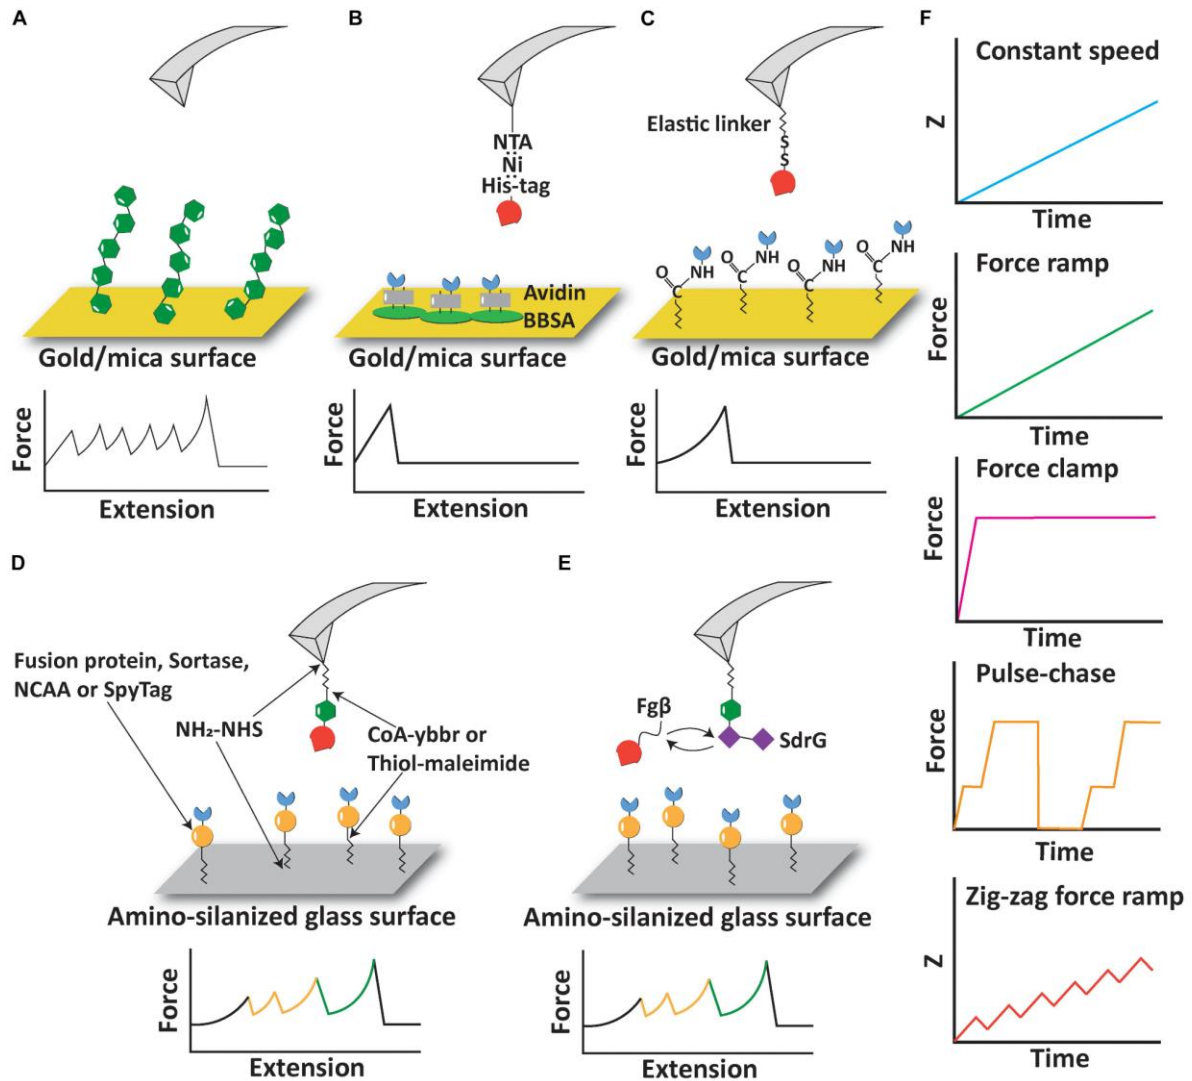 A
Gold/mica surface
Force
Extension
B
NTA
Ni
His-tag
Avidin
BBSA
Gold/mica surface
Force
Extension
C
Elastic linker
S
S
O
C
NH
O
C
NH
O
C
NH
O
C
NH
Gold/mica surface
Force
Extension
D
Fusion protein, Sortase,
NCAA or SpyTag
NH₂-NHS
CoA-ybbr or
Thiol-maleimide
Amino-silanized glass surface
Force
Extension
E
Fgβ
SdrG
Amino-silanized glass surface
Force
Extension
F
Constant speed
Z
Time
Force ramp
Force
Time
Force clamp
Force
Time
Pulse-chase
Force
Time
Zig-zag force ramp
Z
Time